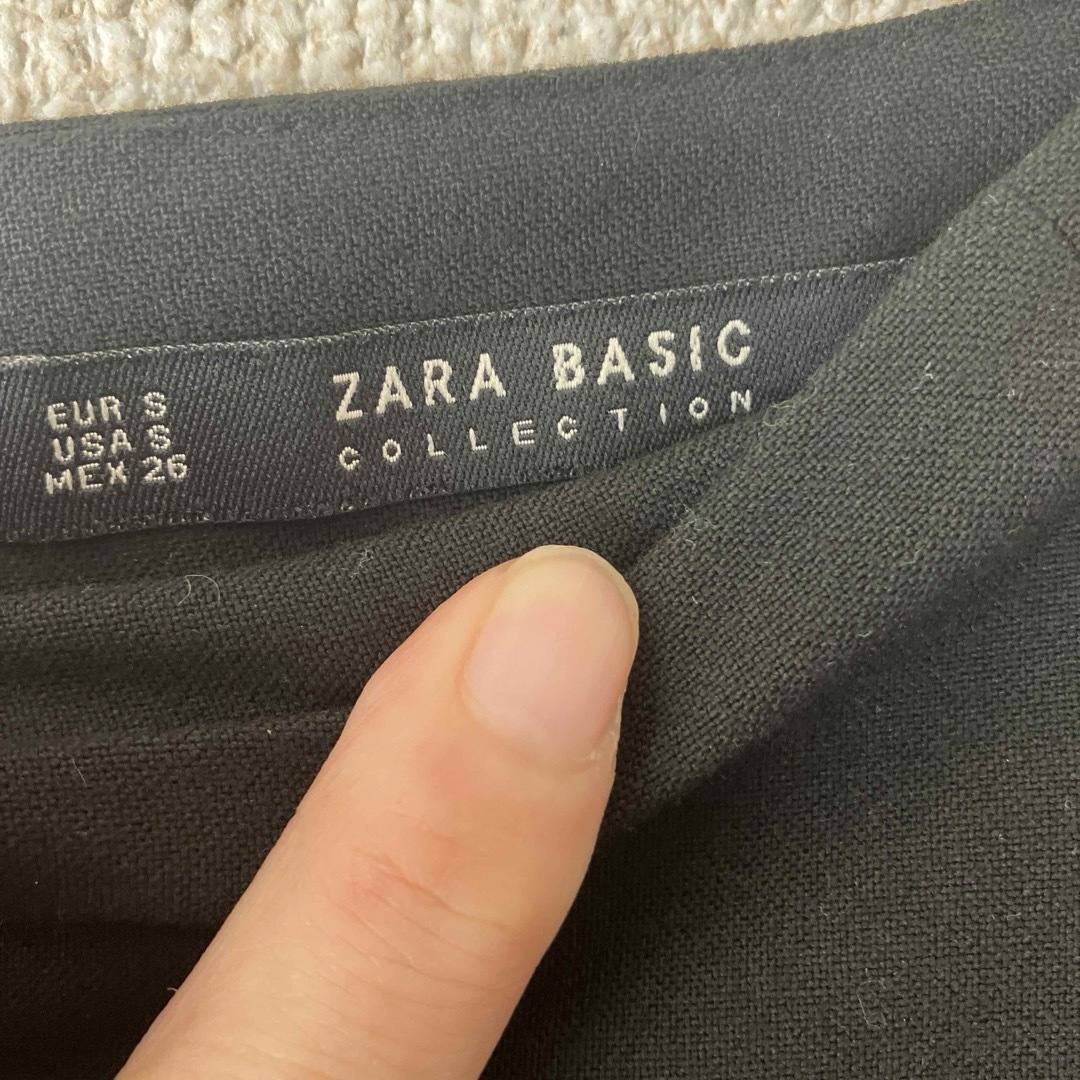 EUR S
USA S
MEX 26
ZARA BASIC
COLLECTION